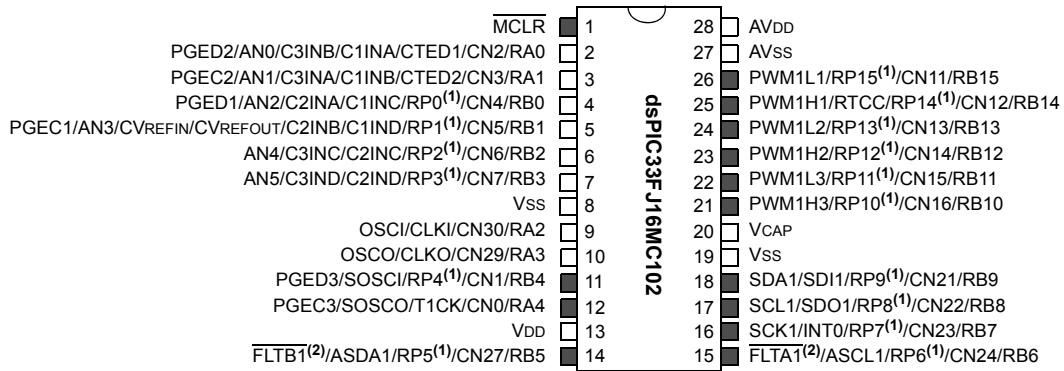 MCLR 1 28 AVDD
PGED2/AN0/C3INB/C1INA/CTED1/CN2/RA0 2 27 AVSS
PGEC2/AN1/C3INA/C1INB/CTED2/CN3/RA1 3 26 PWM1L1/RP15(1)/CN11/RB15
PGED1/AN2/C2INA/C1INC/RP0(1)/CN4/RB0 4 25 PWM1H1/RTCC/RP14(1)/CN12/RB14
PGEC1/AN3/CVREFIN/CVREFOUT/C2INB/C1IND/RP1(1)/CN5/RB1 5 24 PWM1L2/RP13(1)/CN13/RB13
AN4/C3INC/C2INC/RP2(1)/CN6/RB2 6 23 PWM1H2/RP12(1)/CN14/RB12
AN5/C3IND/C2IND/RP3(1)/CN7/RB3 7 22 PWM1L3/RP11(1)/CN15/RB11
VSS 8 21 PWM1H3/RP10(1)/CN16/RB10
OSCI/CLKI/CN30/RA2 9 20 VCAP
OSCO/CLKO/CN29/RA3 10 19 VSS
PGED3/SOSCI/RP4(1)/CN1/RB4 11 18 SDA1/SDI1/RP9(1)/CN21/RB9
PGEC3/SOSCO/T1CK/CN0/RA4 12 17 SCL1/SDO1/RP8(1)/CN22/RB8
VDD 13 16 SCK1/INT0/RP7(1)/CN23/RB7
FLTB1(2)/ASDA1/RP5(1)/CN27/RB5 14 15 FLTA1(2)/ASCL1/RP6(1)/CN24/RB6
dsPIC33FJ16MC102